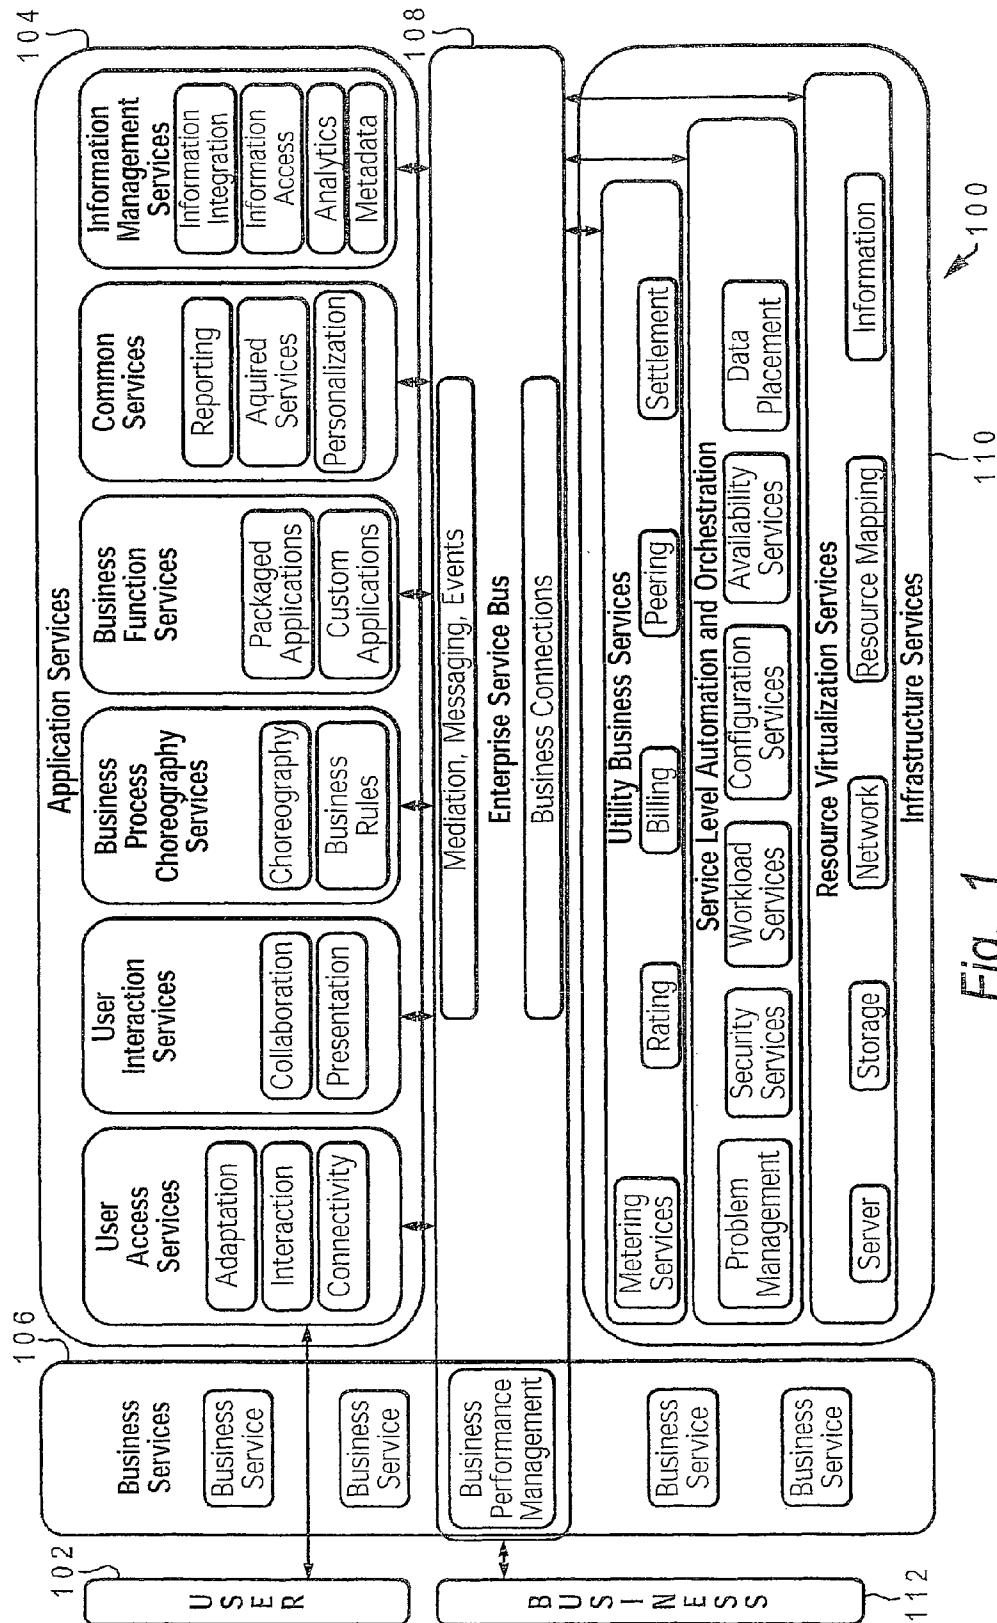 104
106
102
108
USER
Business
Services
Business
Service
Business
Service
Business
Performance
Management
Business
Service
Business
Service
BUSINESS
112
Application Services
User
Access
Services
Adaptation
Interaction
Connectivity
User
Interaction
Services
Collaboration
Presentation
Business
Process
Choreography
Services
Choreography
Business
Rules
Business
Function
Services
Packaged
Applications
Custom
Applications
Common
Services
Reporting
Aquired
Services
Personalization
Information
Management
Services
Information
Integration
Information
Access
Analytics
Metadata
Mediation, Messaging, Events
Enterprise Service Bus
Business Connections
Utility Business Services
Metering
Services
Rating
Billing
Peering
Settlement
Service Level Automation and Orchestration
Problem
Management
Security
Services
Workload
Services
Configuration
Services
Availability
Services
Data
Placement
Resource Virtualization Services
Server
Storage
Network
Resource Mapping
Information
Infrastructure Services
110
100
Fig. 1